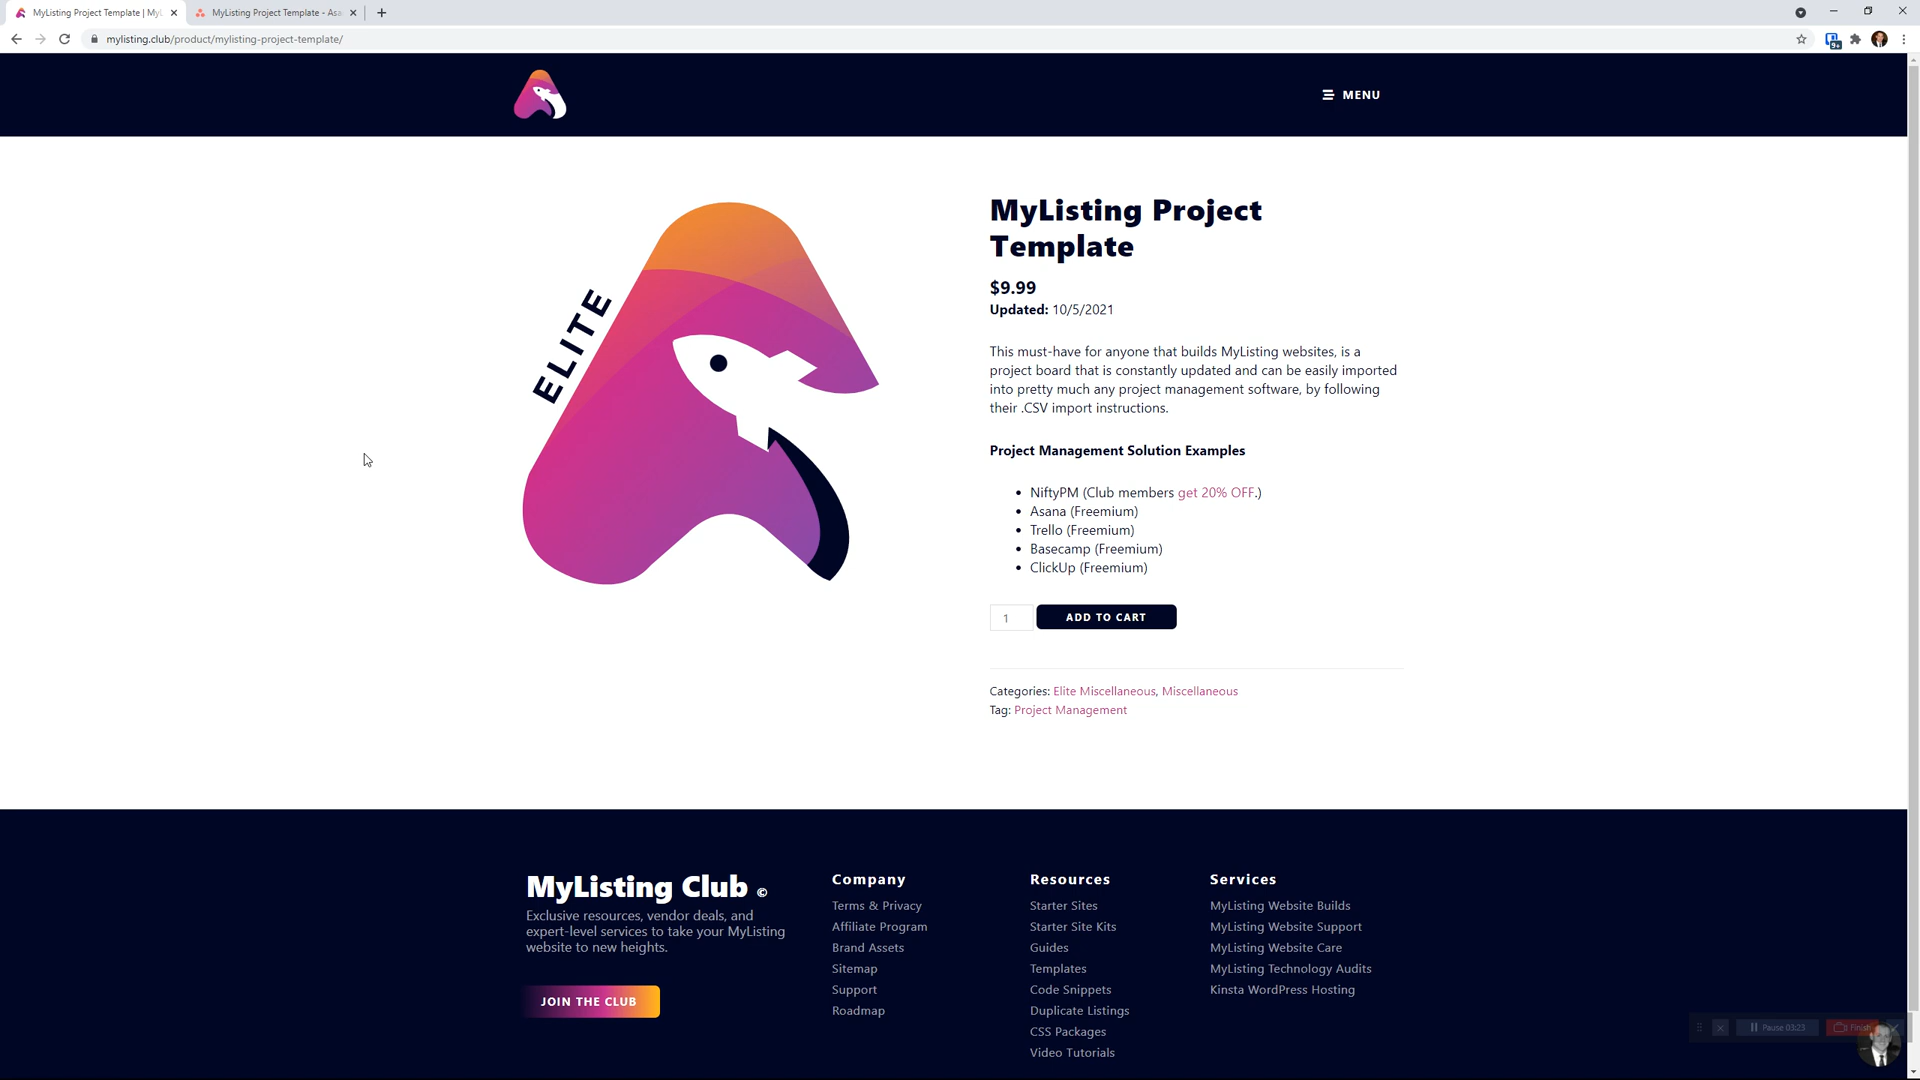 MyListing Project Template | MyL
MyListing Project Template - Asa
mylisting.club/product/mylisting-project-template/
9+
MENU
ELITE
MyListing Project
Template
$9.99
Updated: 10/5/2021
This must-have for anyone that builds MyListing websites, is a
project board that is constantly updated and can be easily imported
into pretty much any project management software, by following
their .CSV import instructions.
Project Management Solution Examples
• NiftyPM (Club members get 20% OFF.)
• Asana (Freemium)
• Trello (Freemium)
• Basecamp (Freemium)
• ClickUp (Freemium)
1
ADD TO CART
Categories: Elite Miscellaneous, Miscellaneous
Tag: Project Management
MyListing Club ©
Exclusive resources, vendor deals, and
expert-level services to take your MyListing
website to new heights.
JOIN THE CLUB
Company
Terms & Privacy
Affiliate Program
Brand Assets
Sitemap
Support
Roadmap
Resources
Starter Sites
Starter Site Kits
Guides
Templates
Code Snippets
Duplicate Listings
CSS Packages
Video Tutorials
Services
MyListing Website Builds
MyListing Website Support
MyListing Website Care
MyListing Technology Audits
Kinsta WordPress Hosting
Pause 03:23
Finish